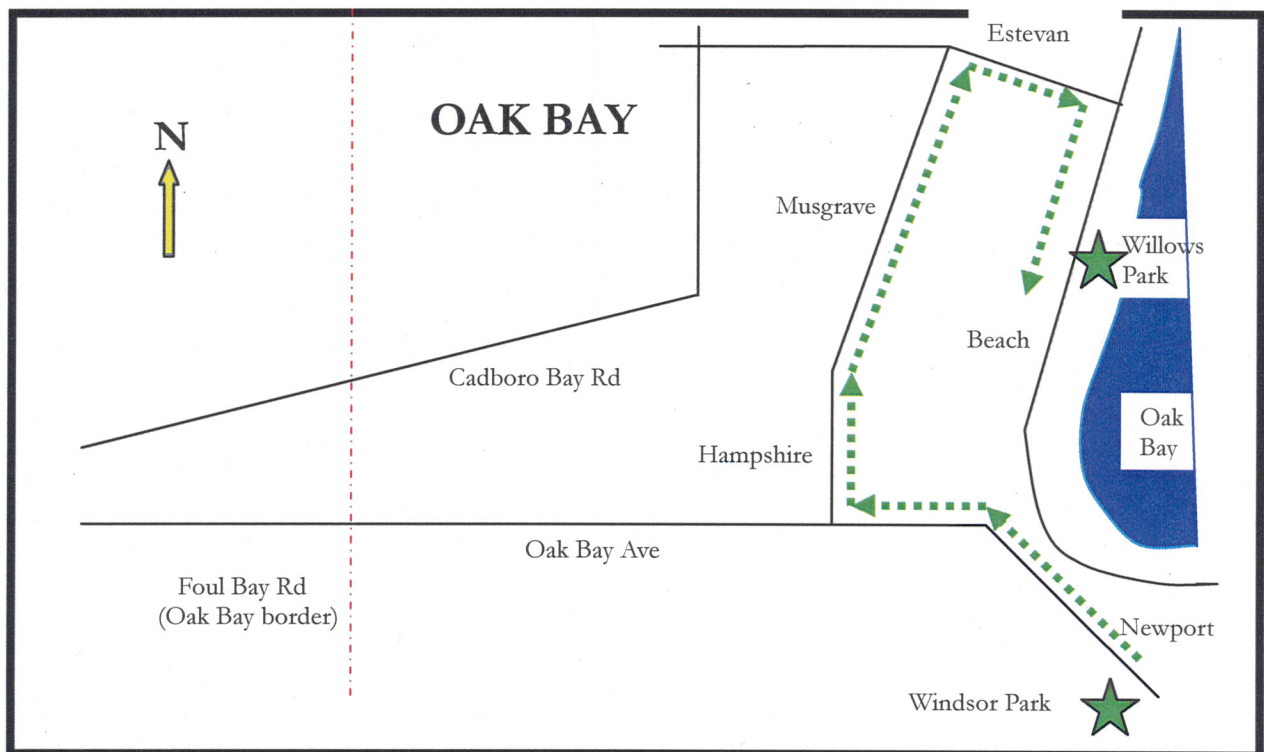 Estevan
OAK BAY
N
Musgrave
Willows
Park
Beach
Cadboro Bay Rd
Oak
Bay
Hampshire
Oak Bay Ave
Foul Bay Rd
(Oak Bay border)
Newport
Windsor Park